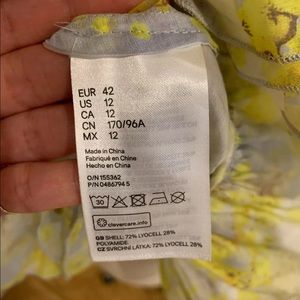 EUR 42
US 12
CA 12
CN 170/96A
MX 12
Made in China
Fabriqué en Chine
Hecho en China
O/N 155362
P/N 0486794 5
30
clevercare.info
GB SHELL: 72% LYOCELL 28%
POLYAMIDE.
CZ SVRCHNÍ LÁTKA: 72% LYOCELL 28%